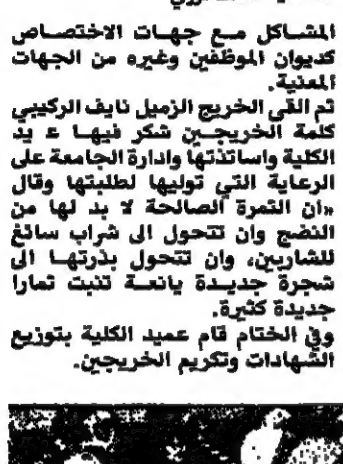 المشاكل مع جهات الاختصاص
كديوان الموظفين وغيره من الجهات
المعنية.
ثم القى الخريج الزميل نايف الركيبي
كلمة الخريجين شكر فيها ع يد
الكلية واساتذتها وادارة الجامعة على
الرعاية التي توليها لطلبتها وقال
«ان الثمرة الصالحة لا بد لها من
النضج وان تتحول الى شراب سائغ
للشاربين، وان تتحول بذرتها الى
شجرة جديدة يانعة تنبت ثمارا
جديدة كثيرة.
وفي الختام قام عميد الكلية بتوزيع
الشهادات وتكريم الخريجين.